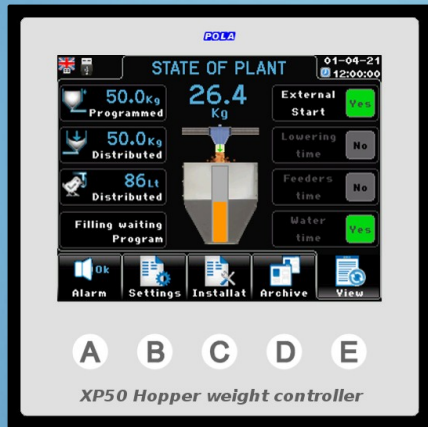 POLA
STATE OF PLANT
01-04-21
12:00:00
50.0Kg
Programmed
26.4
Kg
External
Start
Yes
50.0Kg
Distributed
Lowering
time
No
86Lt
Distributed
Feeders
time
No
Filling waiting
Program
Water
time
Yes
Ok
Alarm
Settings
Installat
Archive
View
A B C D E
XP50 Hopper weight controller